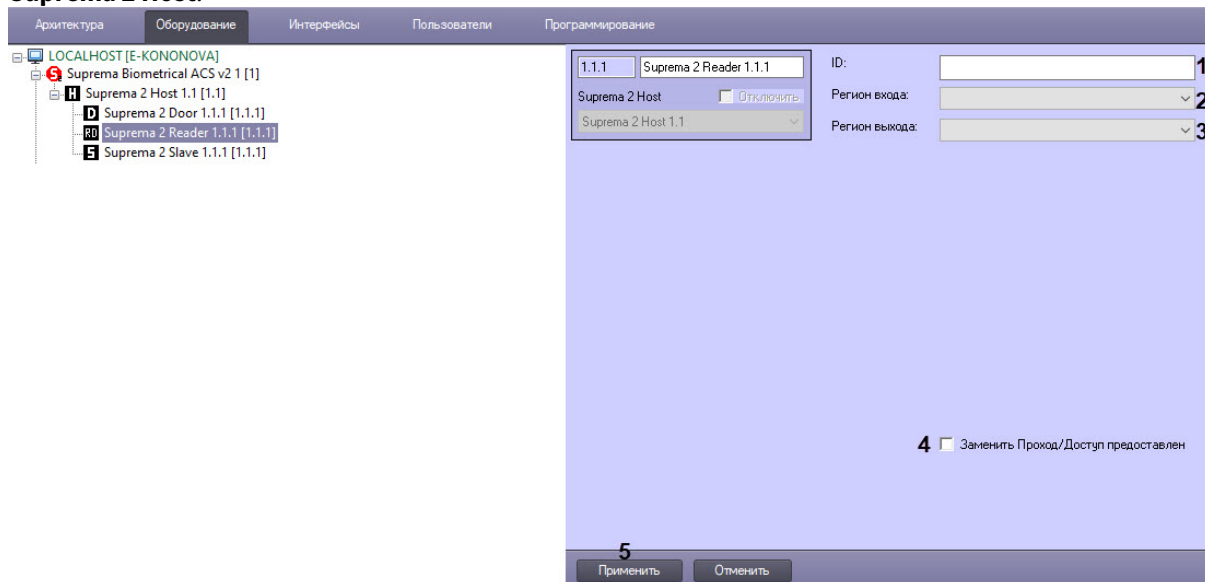 Suprema 2 Host.
Архитектура Оборудование Интерфейсы Пользователи Программирование
LOCALHOST [E-KONONOVA]
Suprema Biometrical ACS v2 1 [1]
H Suprema 2 Host 1.1 [1.1]
D Suprema 2 Door 1.1.1 [1.1.1]
RD Suprema 2 Reader 1.1.1 [1.1.1]
S Suprema 2 Slave 1.1.1 [1.1.1]
1.1.1 Suprema 2 Reader 1.1.1
Suprema 2 Host Отключить
Suprema 2 Host 1.1
ID: 1
Регион входа: 2
Регион выхода: 3
4 Заменить Проход/Доступ предоставлен
5
Применить Отменить